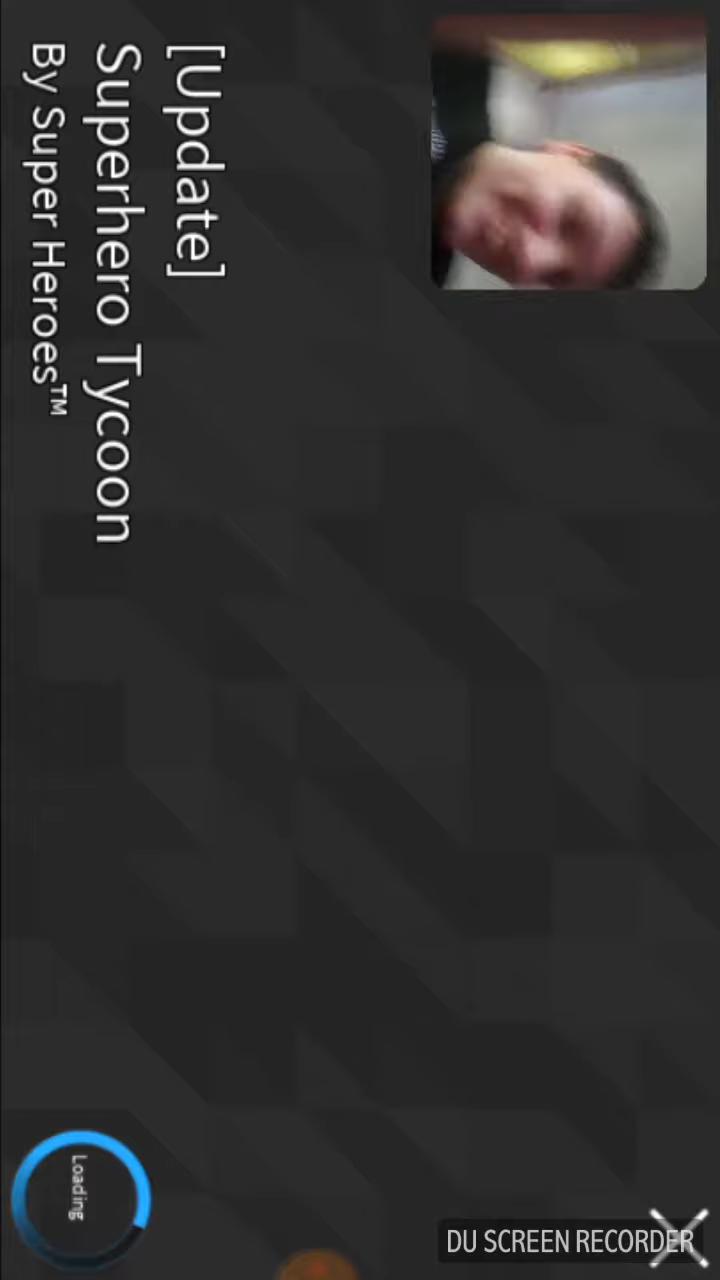 [Update]
Superhero Tycoon
By Super Heroes™
Loading
DU SCREEN RECORDER